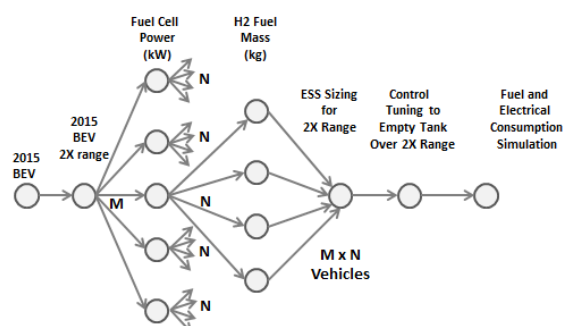 Fuel Cell
Power
(kW)
H2 Fuel
Mass
(kg)
ESS Sizing
for
2X Range
Control
Tuning to
Empty Tank
Over 2X Range
Fuel and
Electrical
Consumption
Simulation
2015
BEV
2X range
2015
BEV
M
N
N
N
N
N
M x N
Vehicles